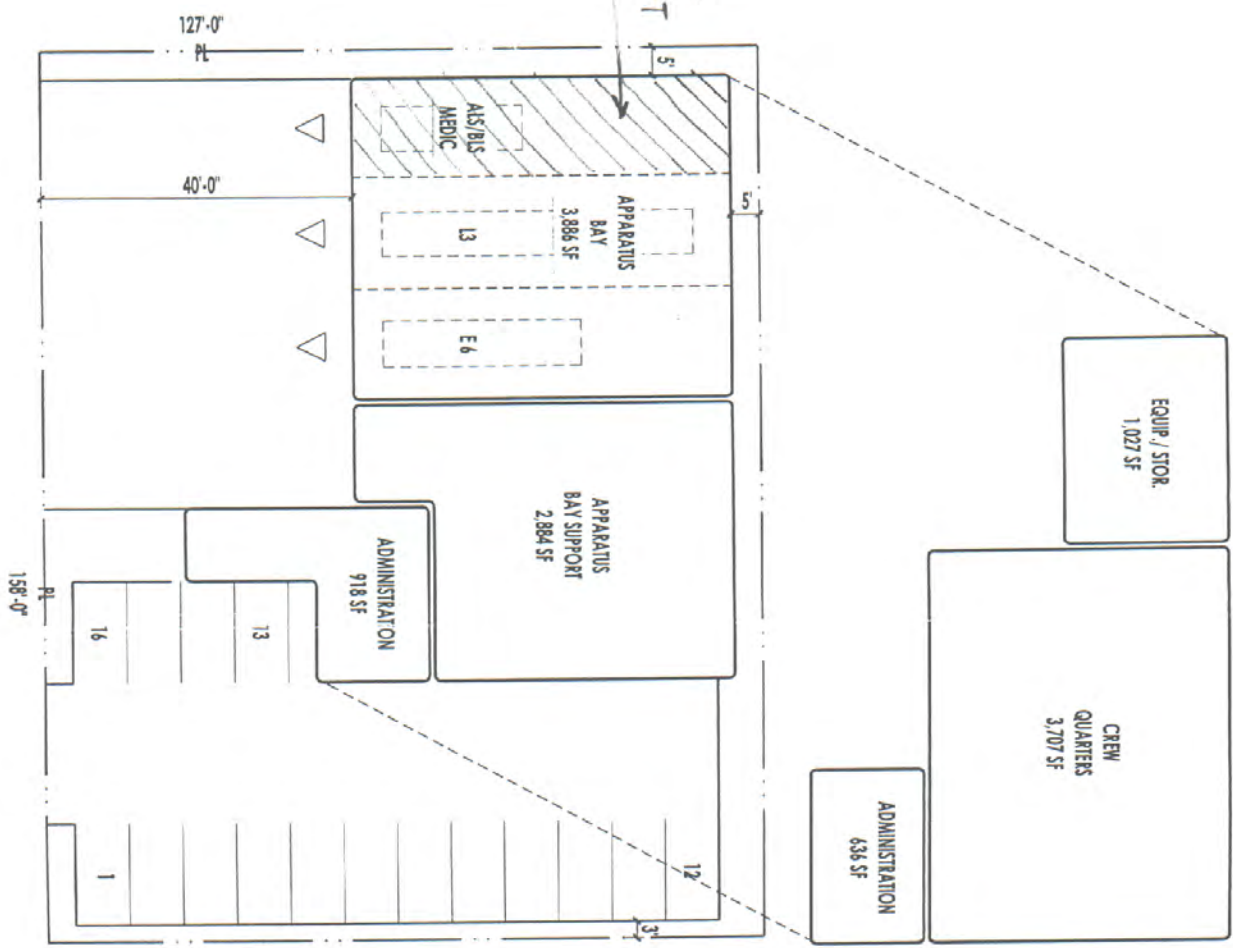 127'-0"
PL
5'
T
ALS/BLS
MEDIC
40'-0"
5'
APPARATUS
BAY
3,886 SF
L3
E 6
EQUIP./ STOR.
1,027 SF
APPARATUS
BAY SUPPORT
2,884 SF
ADMINISTRATION
918 SF
CREW
QUARTERS
3,707 SF
PL
158'-0"
16
13
ADMINISTRATION
636 SF
1
12
3'